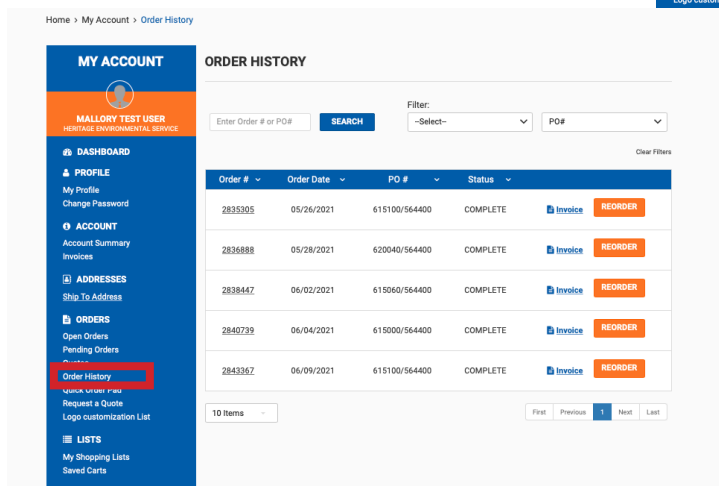 Logo custom
Home > My Account > Order History
MY ACCOUNT
MALLORY TEST USER
HERITAGE ENVIRONMENTAL SERVICE
DASHBOARD
PROFILE
My Profile
Change Password
ACCOUNT
Account Summary
Invoices
ADDRESSES
Ship To Address
ORDERS
Open Orders
Pending Orders
Quotes
Order History
Quick Order Pad
Request a Quote
Logo customization List
LISTS
My Shopping Lists
Saved Carts
ORDER HISTORY
Filter:
Enter Order # or PO# SEARCH --Select-- PO#
Clear Filters
Order # Order Date PO # Status
2835305 05/26/2021 615100/564400 COMPLETE Invoice REORDER
2836888 05/28/2021 620040/564400 COMPLETE Invoice REORDER
2838447 06/02/2021 615060/564400 COMPLETE Invoice REORDER
2840739 06/04/2021 615000/564400 COMPLETE Invoice REORDER
2843367 06/09/2021 615100/564400 COMPLETE Invoice REORDER
10 Items First Previous 1 Next Last